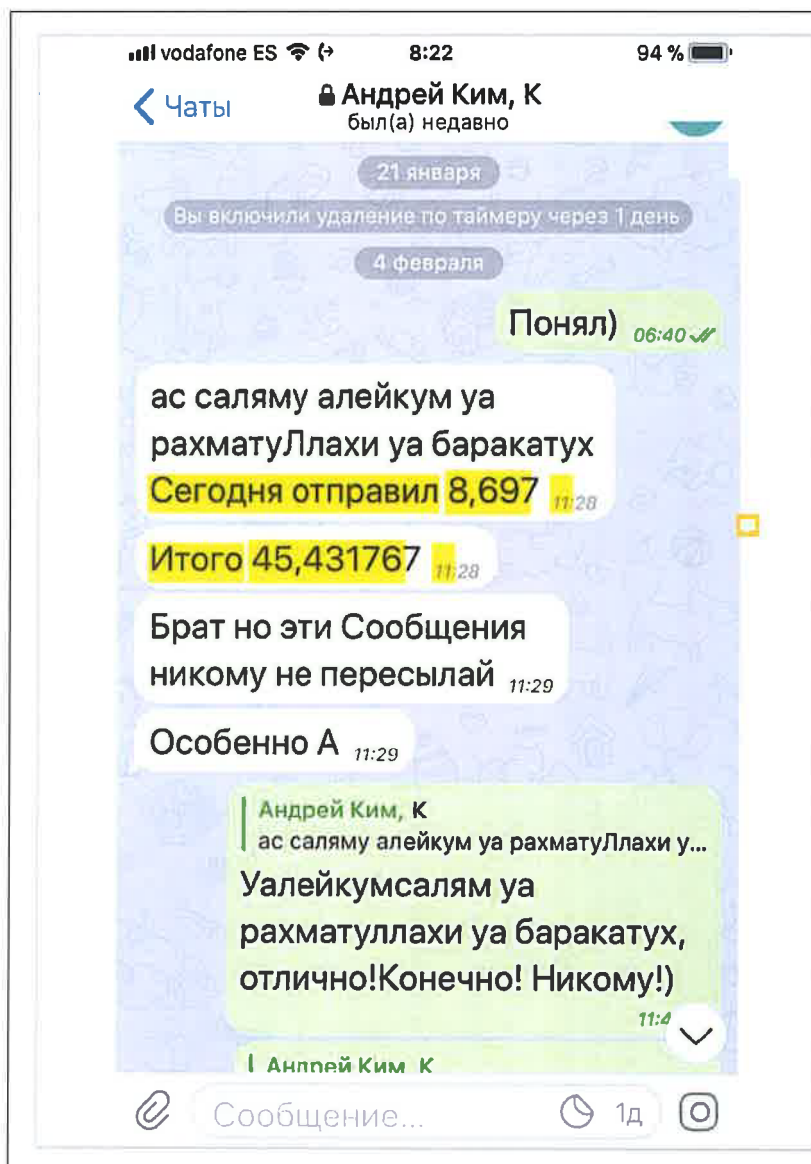 vodafone ES 8:22 94 %
Чаты
Андрей Ким, К
был(а) недавно
21 января
Вы включили удаление по таймеру через 1 день
4 февраля
Понял) 06:40
ас саляму алейкум уа
рахматуЛлахи уа баракатух
Сегодня отправил 8,697 11:28
Итого 45,431767 11:28
Брат но эти Сообщения
никому не пересылай 11:29
Особенно А 11:29
Андрей Ким, К
ас саляму алейкум уа рахматуЛлахи у...
Уалейкумсалям уа
рахматуллахи уа баракатух,
отлично!Конечно! Никому!)
11:4
Андрей Ким К
Сообщение... 1д